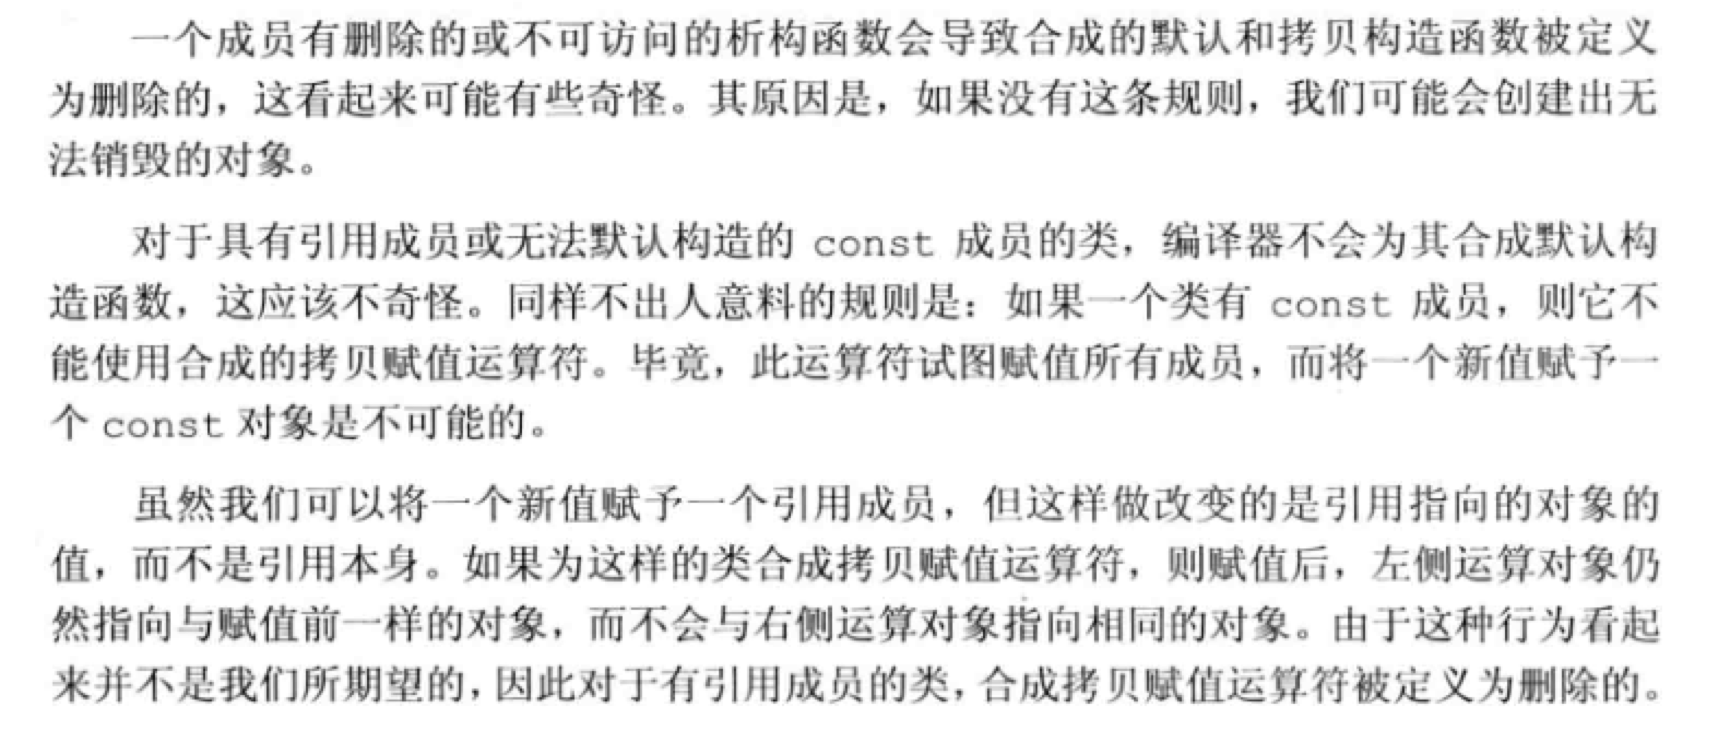 一个成员有删除的或不可访问的析构函数会导致合成的默认和拷贝构造函数被定义
为删除的，这看起来可能有些奇怪。其原因是，如果没有这条规则，我们可能会创建出无
法销毁的对象。
对于具有引用成员或无法默认构造的 const 成员的类，编译器不会为其合成默认构
造函数，这应该不奇怪。同样不出人意料的规则是：如果一个类有 const 成员，则它不
能使用合成的拷贝赋值运算符。毕竟，此运算符试图赋值所有成员，而将一个新值赋予一
个 const 对象是不可能的。
虽然我们可以将一个新值赋予一个引用成员，但这样做改变的是引用指向的对象的
值，而不是引用本身。如果为这样的类合成拷贝赋值运算符，则赋值后，左侧运算对象仍
然指向与赋值前一样的对象，而不会与右侧运算对象指向相同的对象。由于这种行为看起
来并不是我们所期望的，因此对于有引用成员的类，合成拷贝赋值运算符被定义为删除的。